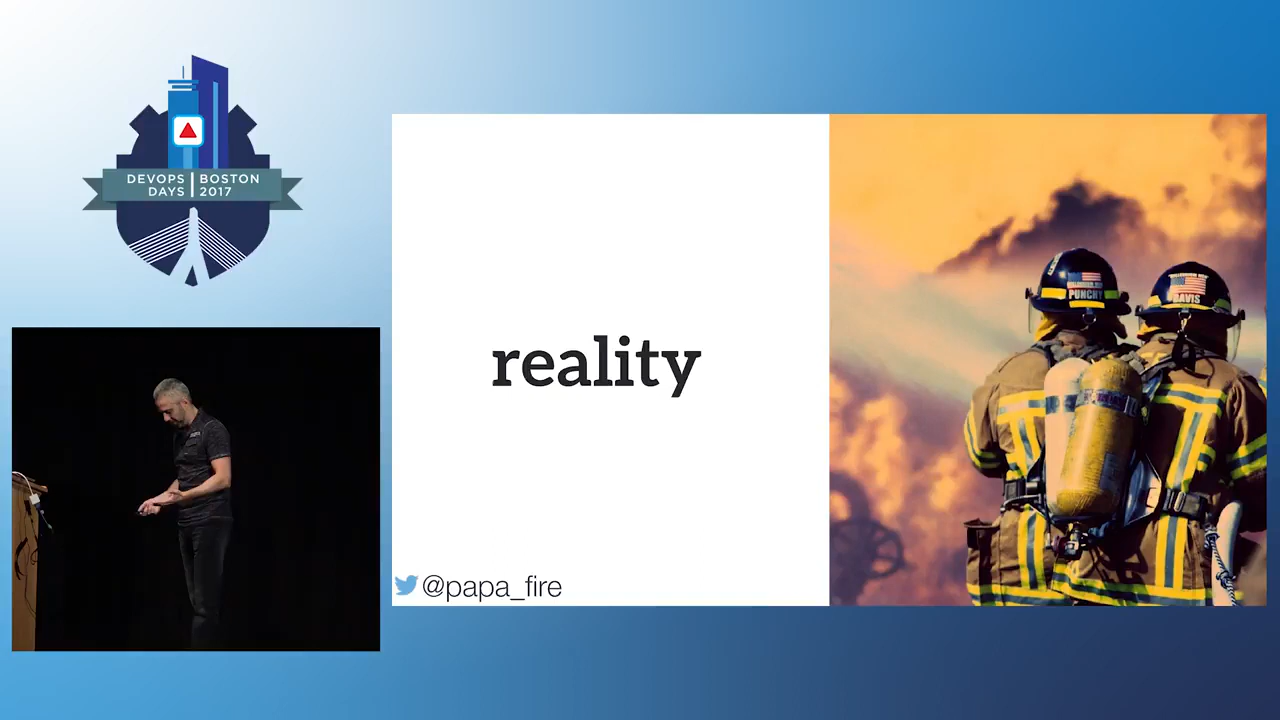 DEVOPS BOSTON
DAYS 2017
reality
@papa_fire
PUNCHY
DAVIS